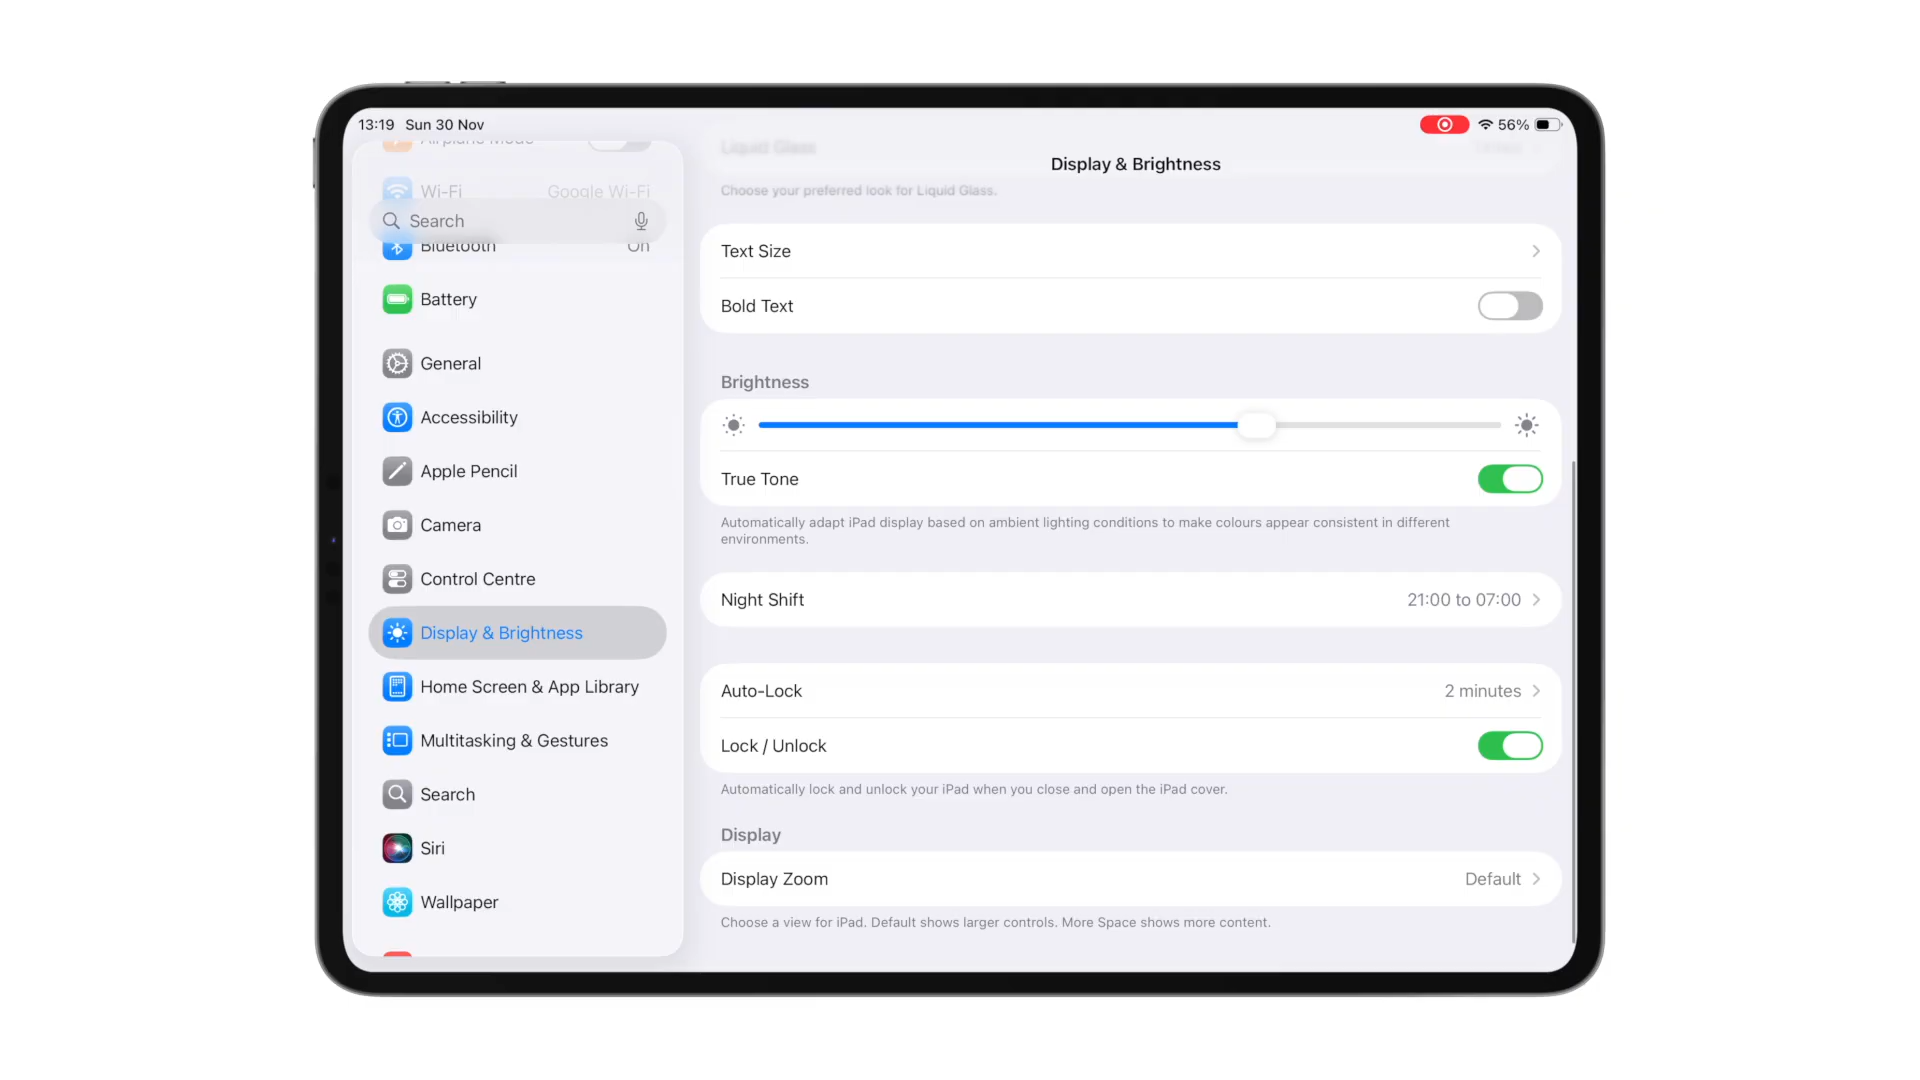 13:19 Sun 30 Nov
56%
Airplane Mode
Wi-Fi Google Wi-Fi
Search
Bluetooth On
Battery
General
Accessibility
Apple Pencil
Camera
Control Centre
Display & Brightness
Home Screen & App Library
Multitasking & Gestures
Search
Siri
Wallpaper
Liquid Glass
Display & Brightness
Choose your preferred look for Liquid Glass.
Text Size
Bold Text
Brightness
True Tone
Automatically adapt iPad display based on ambient lighting conditions to make colours appear consistent in different
environments.
Night Shift 21:00 to 07:00
Auto-Lock 2 minutes
Lock / Unlock
Automatically lock and unlock your iPad when you close and open the iPad cover.
Display
Display Zoom Default
Choose a view for iPad. Default shows larger controls. More Space shows more content.